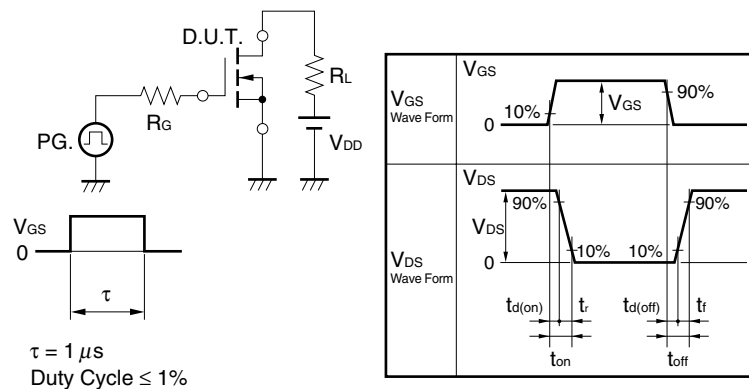 D.U.T.
RL
RG
PG.
VDD
VGS
0
τ
τ = 1 μs
Duty Cycle ≤ 1%
VGS
Wave Form
VGS
10%
VGS
90%
0
VDS
Wave Form
VDS
90%
90%
VDS
10%
10%
0
td(on)
tr
td(off)
tf
ton
toff